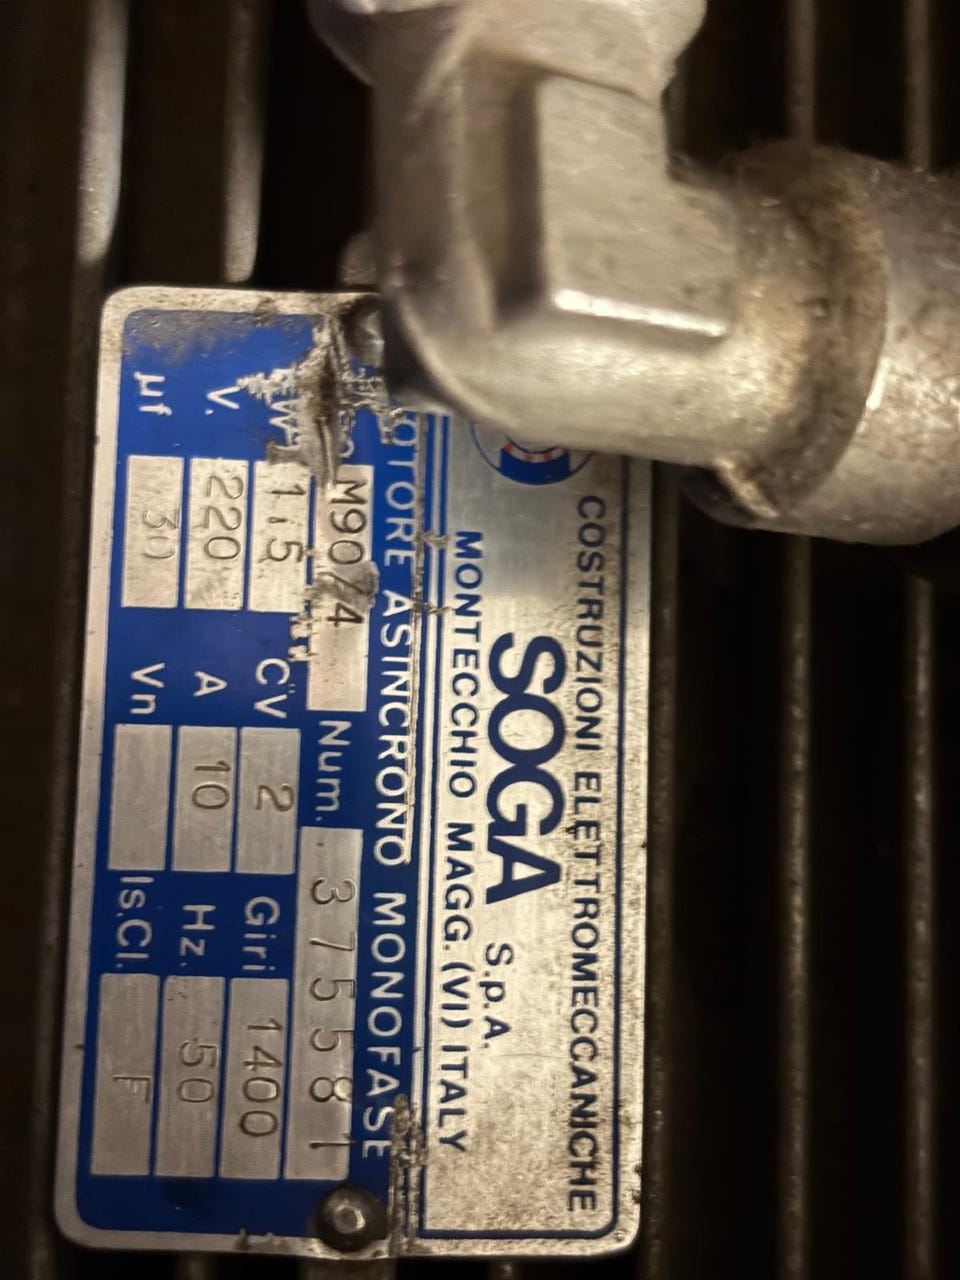 COSTRUZIONI ELETTROMECCANICHE
SOGA S.p.A.
MONTECCHIO MAGG. (VI) ITALY
OTORE ASINCRONO MONOFASE
M90/4 Num. 375581
1.5 CV 2 Giri 1400
V. 220 A 10 Hz. 50
µf 30 Vn Is.Cl. F